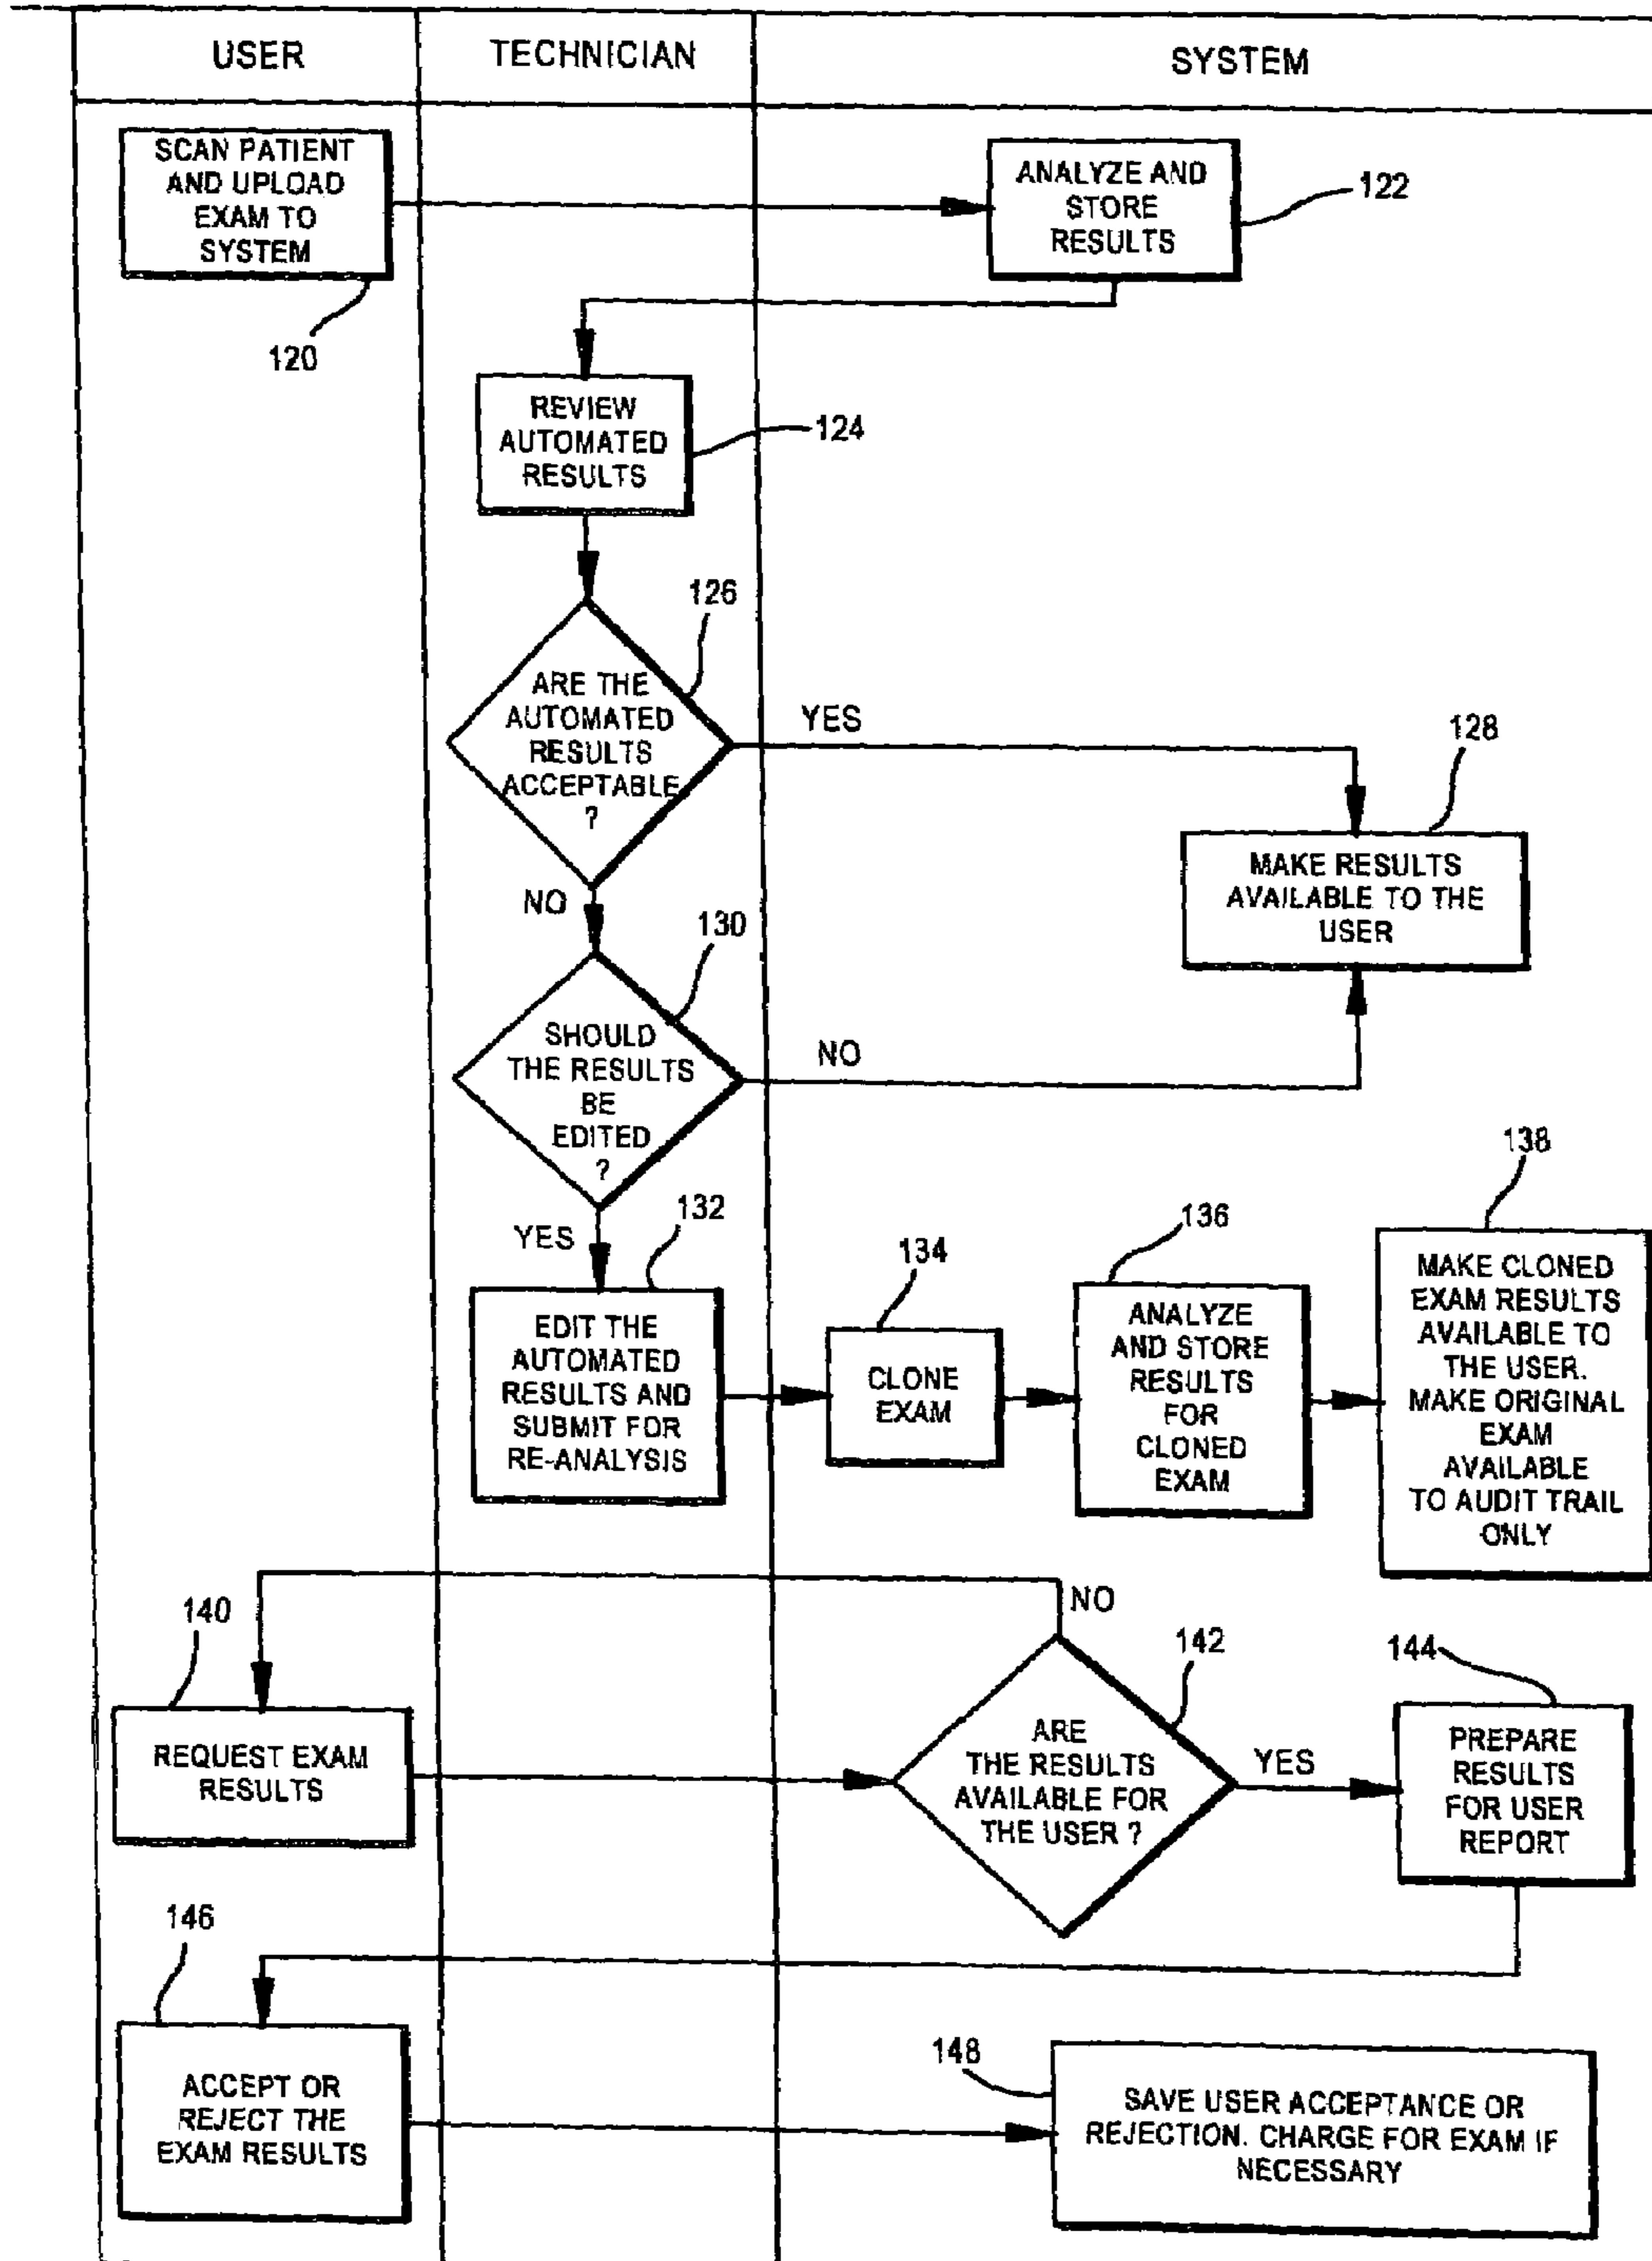 USER
TECHNICIAN
SYSTEM
SCAN PATIENT
AND UPLOAD
EXAM TO
SYSTEM
120
ANALYZE AND
STORE
RESULTS
122
REVIEW
AUTOMATED
RESULTS
124
126
ARE THE
AUTOMATED
RESULTS
ACCEPTABLE
?
YES
128
MAKE RESULTS
AVAILABLE TO THE
USER
NO
130
SHOULD
THE RESULTS
BE
EDITED
?
NO
YES
132
EDIT THE
AUTOMATED
RESULTS AND
SUBMIT FOR
RE-ANALYSIS
134
CLONE
EXAM
136
ANALYZE
AND STORE
RESULTS
FOR
CLONED
EXAM
138
MAKE CLONED
EXAM RESULTS
AVAILABLE TO
THE USER.
MAKE ORIGINAL
EXAM
AVAILABLE
TO AUDIT TRAIL
ONLY
140
REQUEST EXAM
RESULTS
NO
142
ARE
THE RESULTS
AVAILABLE FOR
THE USER ?
YES
144
PREPARE
RESULTS
FOR USER
REPORT
146
ACCEPT OR
REJECT THE
EXAM RESULTS
148
SAVE USER ACCEPTANCE OR
REJECTION. CHARGE FOR EXAM IF
NECESSARY